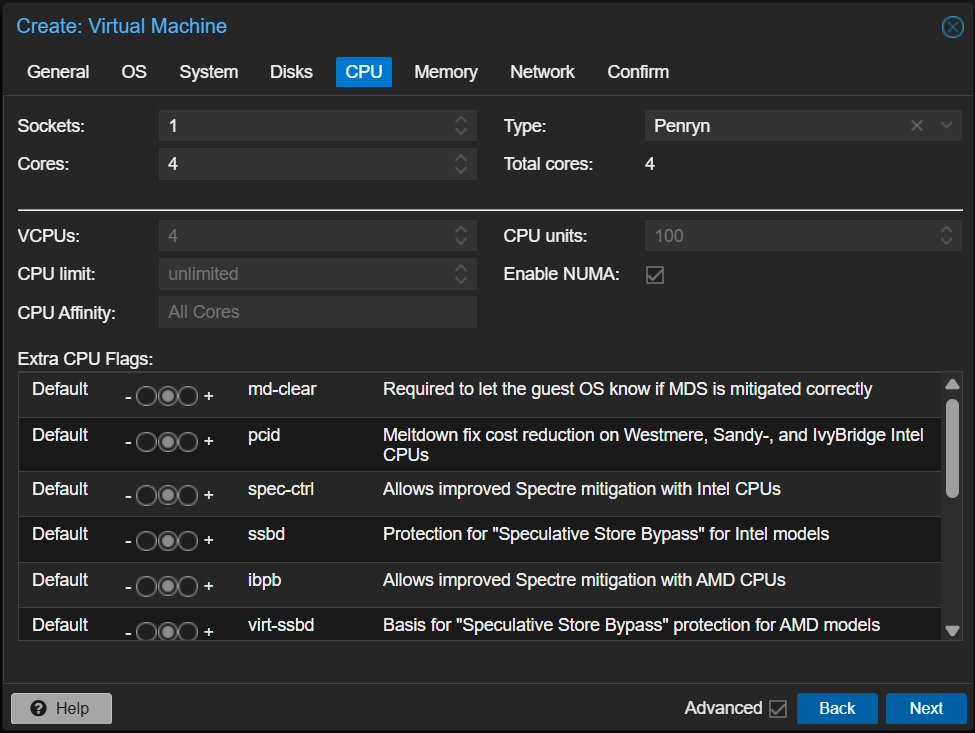 Create: Virtual Machine
General OS System Disks CPU Memory Network Confirm
Sockets: 1 Type: Penryn
Cores: 4 Total cores: 4
VCPUs: 4 CPU units: 100
CPU limit: unlimited Enable NUMA:
CPU Affinity: All Cores
Extra CPU Flags:
Default - + md-clear Required to let the guest OS know if MDS is mitigated correctly
Default - + pcid Meltdown fix cost reduction on Westmere, Sandy-, and IvyBridge Intel
CPUs
Default - + spec-ctrl Allows improved Spectre mitigation with Intel CPUs
Default - + ssbd Protection for "Speculative Store Bypass" for Intel models
Default - + ibpb Allows improved Spectre mitigation with AMD CPUs
Default - + virt-ssbd Basis for "Speculative Store Bypass" protection for AMD models
? Help Advanced Back Next